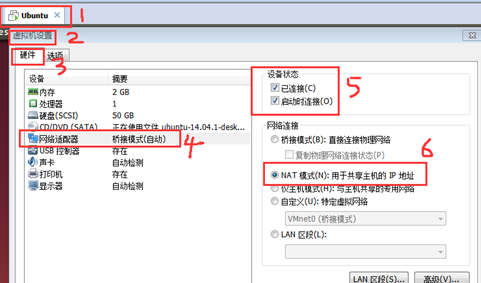 Ubuntu × 1
虚拟机设置 2
硬件 选项 3
设备 摘要
内存 2 GB
处理器 1
硬盘(SCSI) 50 GB
CD/DVD (SATA) 正在使用文件 ubuntu-14.04.1-desk...
网络适配器 桥接模式(自动) 4
USB 控制器 存在
声卡 自动检测
打印机 存在
显示器 自动检测
设备状态 5
已连接(C)
启动时连接(O)
网络连接 6
桥接模式(B): 直接连接物理网络
复制物理网络连接状态(P)
NAT 模式(N): 用于共享主机的 IP 地址
仅主机模式(H): 与主机共享的专用网络
自定义(U): 特定虚拟网络
VMnet0 (桥接模式)
LAN 区段(L):
LAN 区段(S)... 高级(V)...